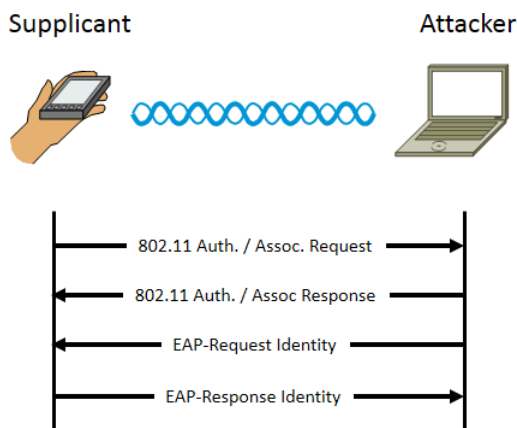 Supplicant
Attacker
802.11 Auth. / Assoc. Request
802.11 Auth. / Assoc Response
EAP-Request Identity
EAP-Response Identity